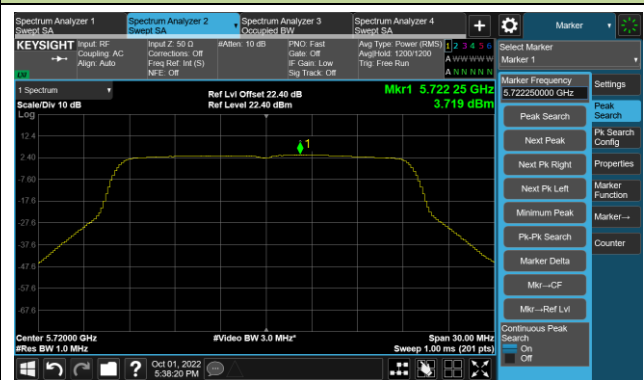 Spectrum Analyzer 1
Swept SA
Spectrum Analyzer 2
Swept SA
Spectrum Analyzer 3
Occupied BW
Spectrum Analyzer 4
Swept SA
+
Marker
KEYSIGHT
Input: RF
Coupling: AC
Align: Auto
Input Z: 50 Ω
Corrections: Off
Freq Ref: Int (S)
NFE: Off
#Atten: 10 dB
PNO: Fast
Gate: Off
IF Gain: Low
Sig Track: Off
Avg Type: Power (RMS)
Avg|Hold: 1200/1200
Trig: Free Run
1 2 3 4 5 6
A W W W W W
A N N N N N
Select Marker
Marker 1
1 Spectrum
Scale/Div 10 dB
Log
Ref Lvl Offset 22.40 dB
Ref Level 22.40 dBm
Mkr1 5.722 25 GHz
3.719 dBm
12.4
2.40
-7.60
-17.6
-27.6
-37.6
-47.6
-57.6
-67.6
1
Center 5.72000 GHz
#Res BW 1.0 MHz
#Video BW 3.0 MHz*
Span 30.00 MHz
Sweep 1.00 ms (201 pts)
Marker Frequency
5.722250000 GHz
Peak Search
Next Peak
Next Pk Right
Next Pk Left
Minimum Peak
Pk-Pk Search
Marker Delta
Mkr→CF
Mkr→Ref Lvl
Continuous Peak
Search
On
Off
Settings
Peak
Search
Pk Search
Config
Properties
Marker
Function
Marker→
Counter
?
Oct 01, 2022
5:38:20 PM